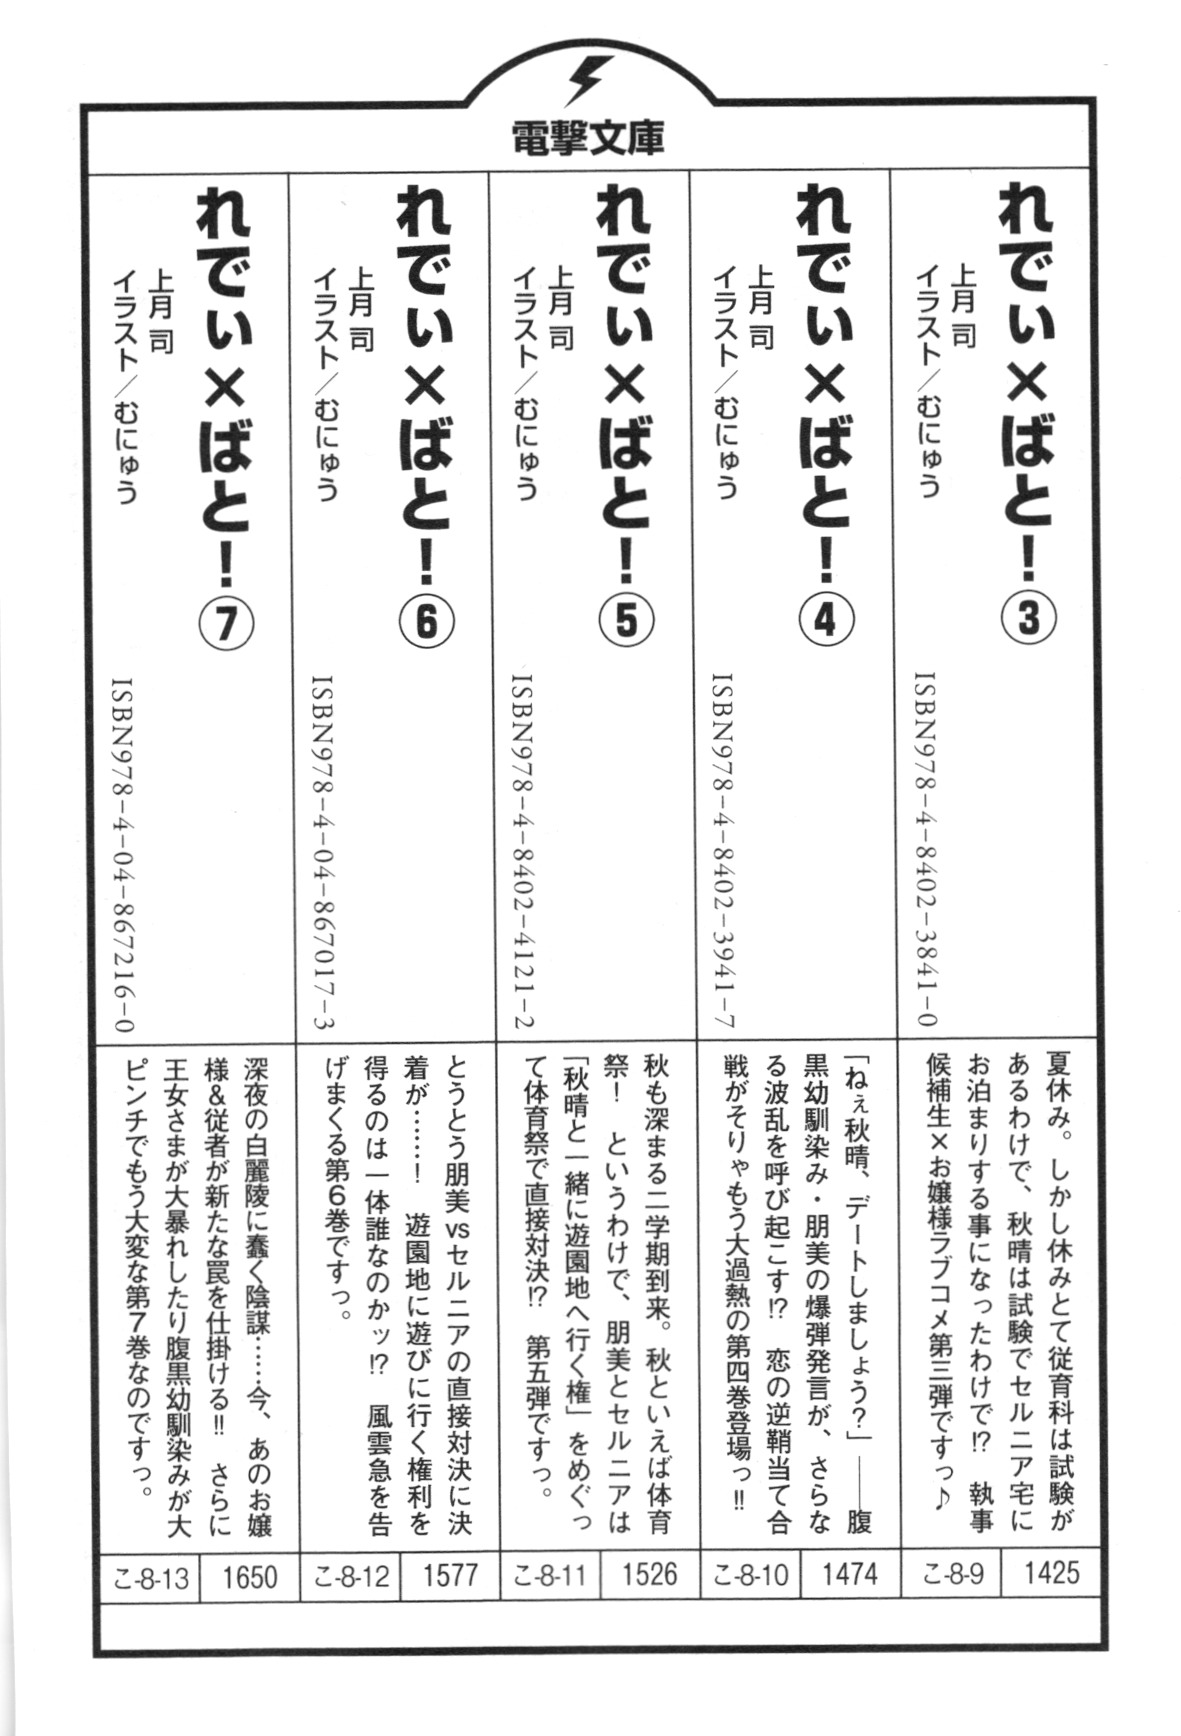 電撃文庫
れでぃ×ばと!③
上月 司
イラスト/むにゅう
ISBN978-4-8402-3841-0
夏休み。しかし休みとて従育科は試験が
あるわけで、秋晴は試験でセルニア宅に
お泊まりする事になったわけで!? 執事
候補生×お嬢様ラブコメ第三弾ですっ♪
こ-8-9
1425
れでぃ×ばと!④
上月 司
イラスト/むにゅう
ISBN978-4-8402-3941-7
「ねぇ秋晴、デートしましょう?」――腹
黒幼馴染み・朋美の爆弾発言が、さらな
る波乱を呼び起こす!? 恋の逆鞘当て合
戦がそりゃもう大過熱の第四巻登場っ!!
こ-8-10
1474
れでぃ×ばと!⑤
上月 司
イラスト/むにゅう
ISBN978-4-8402-4121-2
秋も深まる二学期到来。秋といえば体育
祭! というわけで、朋美とセルニアは
「秋晴と一緒に遊園地へ行く権」をめぐっ
て体育祭で直接対決!? 第五弾ですっ。
こ-8-11
1526
れでぃ×ばと!⑥
上月 司
イラスト/むにゅう
ISBN978-4-04-867017-3
とうとう朋美vsセルニアの直接対決に決
着が……! 遊園地に遊びに行く権利を
得るのは一体誰なのかッ!? 風雲急を告
げまくる第6巻ですっ。
こ-8-12
1577
れでぃ×ばと!⑦
上月 司
イラスト/むにゅう
ISBN978-4-04-867216-0
深夜の白麗陵に蠢く陰謀……今、あのお嬢
様&従者が新たな罠を仕掛ける!! さらに
王女さまが大暴れしたり腹黒幼馴染みが大
ピンチでもう大変な第7巻なのですっ。
こ-8-13
1650